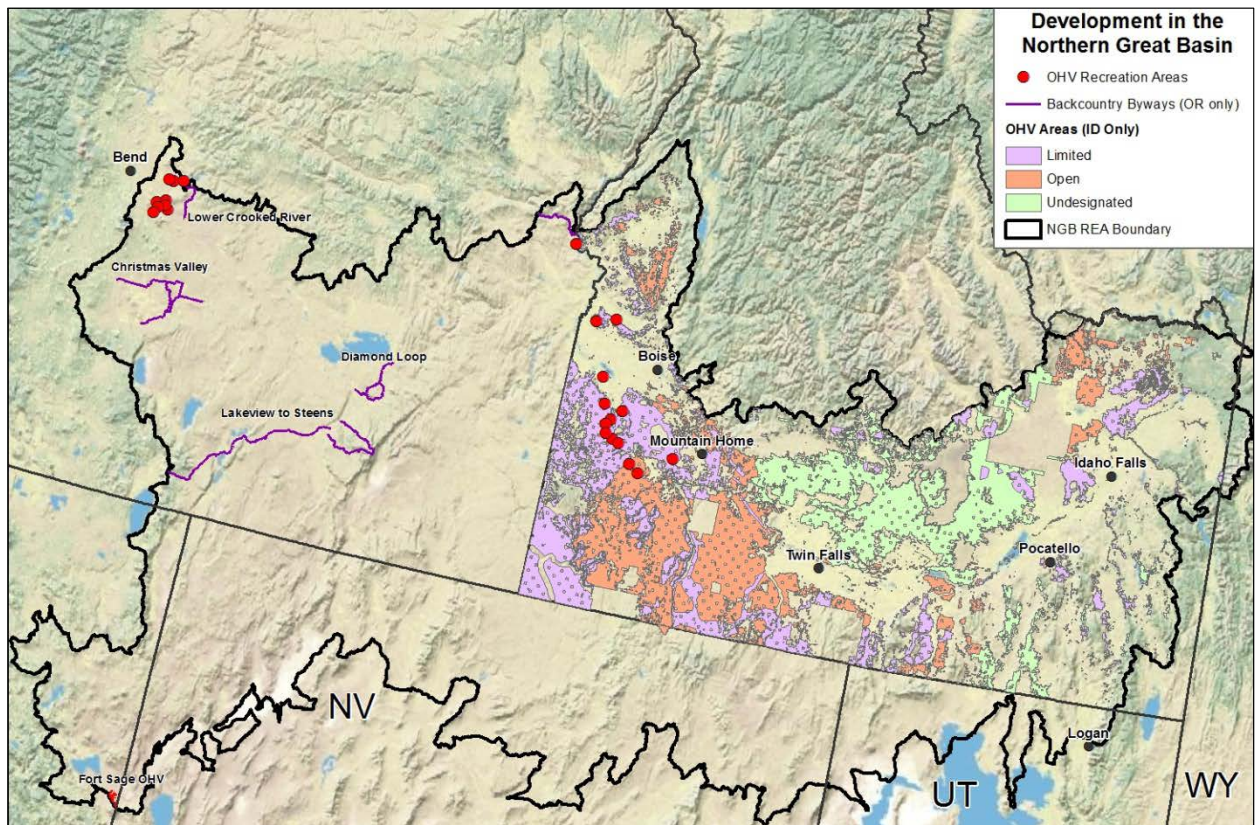 Development in the
Northern Great Basin
OHV Recreation Areas
Backcountry Byways (OR only)
OHV Areas (ID Only)
Limited
Open
Undesignated
NGB REA Boundary
Bend
Lower Crooked River
Christmas Valley
Diamond Loop
Boise
Lakeview to Steens
Mountain Home
Idaho Falls
Twin Falls
Pocatello
NV
Logan
Fort Sage OHV
UT
WY